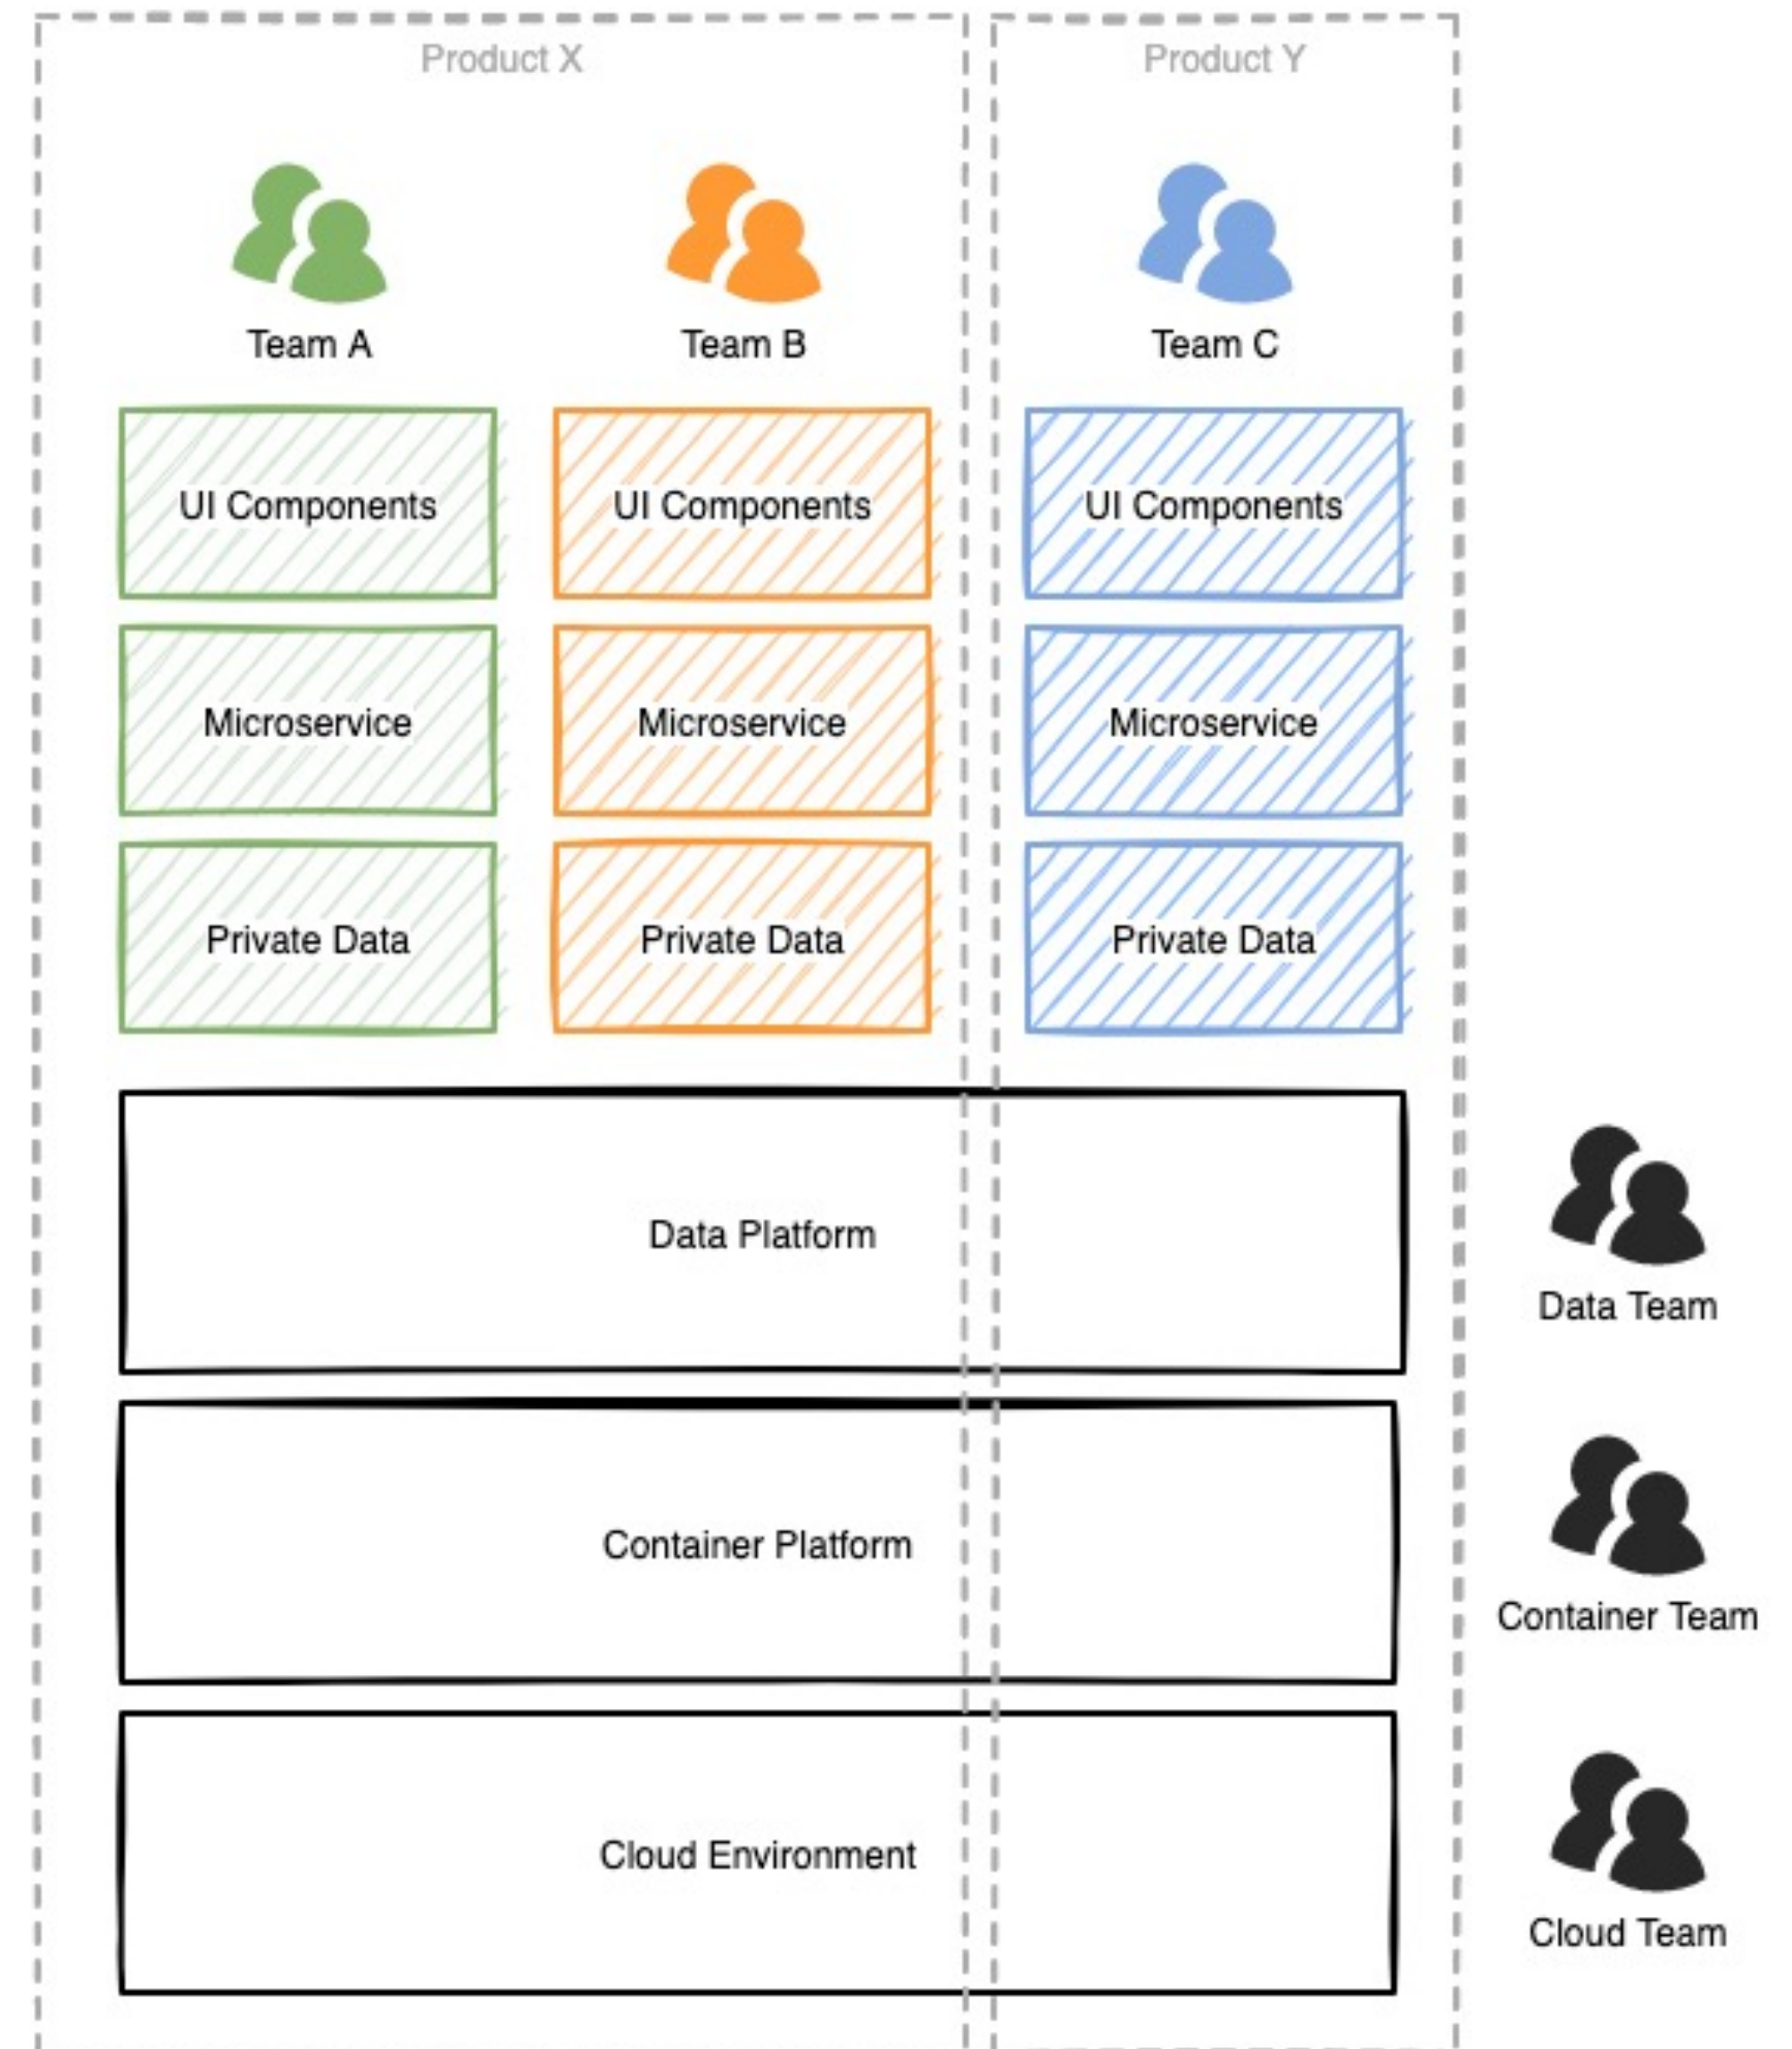 Product X
Product Y
Team A
Team B
Team C
UI Components
UI Components
UI Components
Microservice
Microservice
Microservice
Private Data
Private Data
Private Data
Data Platform
Data Team
Container Platform
Container Team
Cloud Environment
Cloud Team